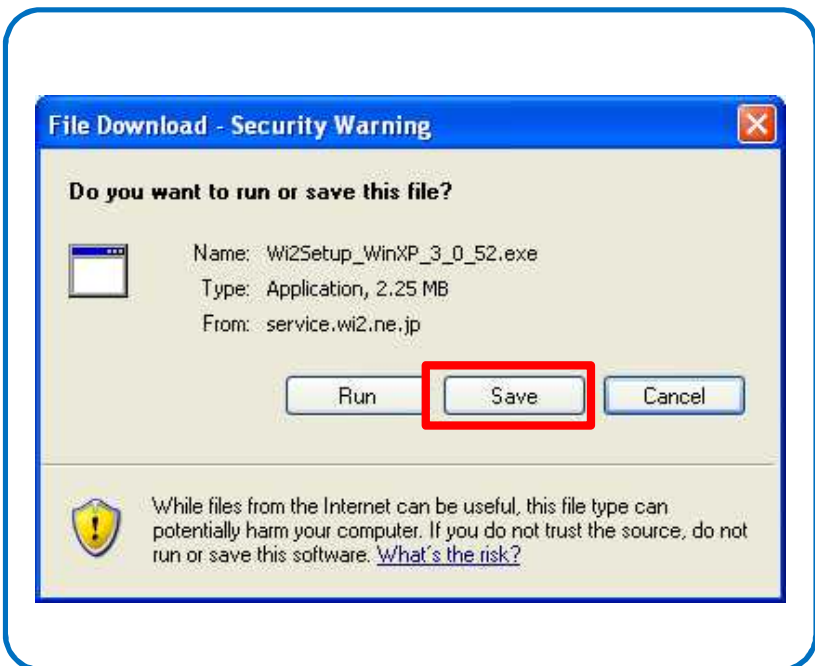 File Download - Security Warning
Do you want to run or save this file?
Name: Wi2Setup_WinXP_3_0_52.exe
Type: Application, 2.25 MB
From: service.wi2.ne.jp
Run Save Cancel
While files from the Internet can be useful, this file type can
potentially harm your computer. If you do not trust the source, do not
run or save this software. What's the risk?